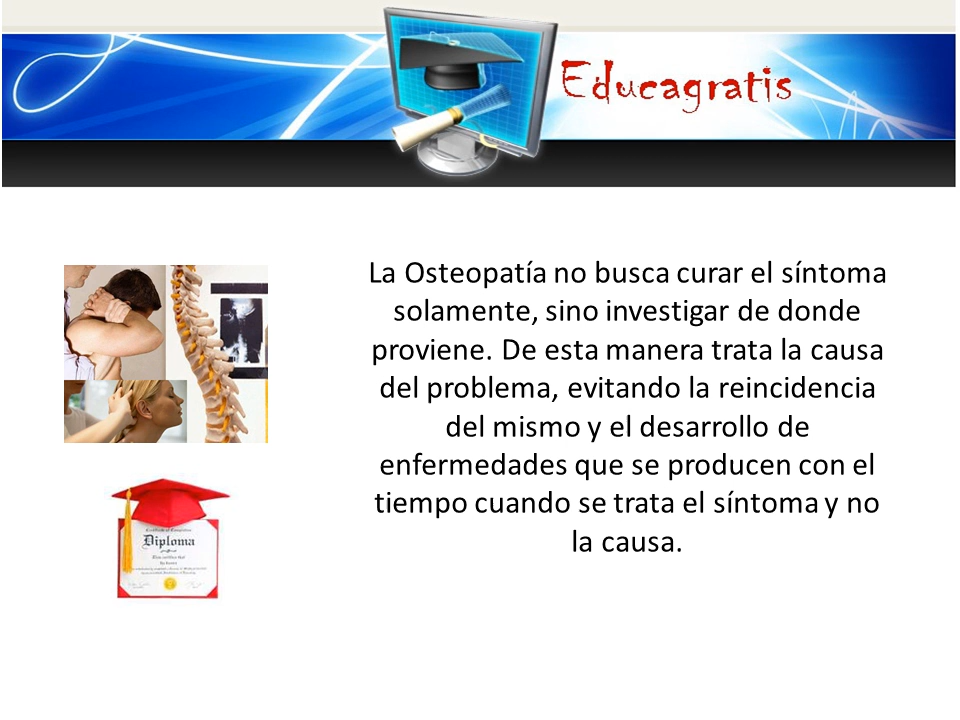 Educagratis
La Osteopatía no busca curar el síntoma
solamente, sino investigar de donde
proviene. De esta manera trata la causa
del problema, evitando la reincidencia
del mismo y el desarrollo de
enfermedades que se producen con el
tiempo cuando se trata el síntoma y no
la causa.
Diploma